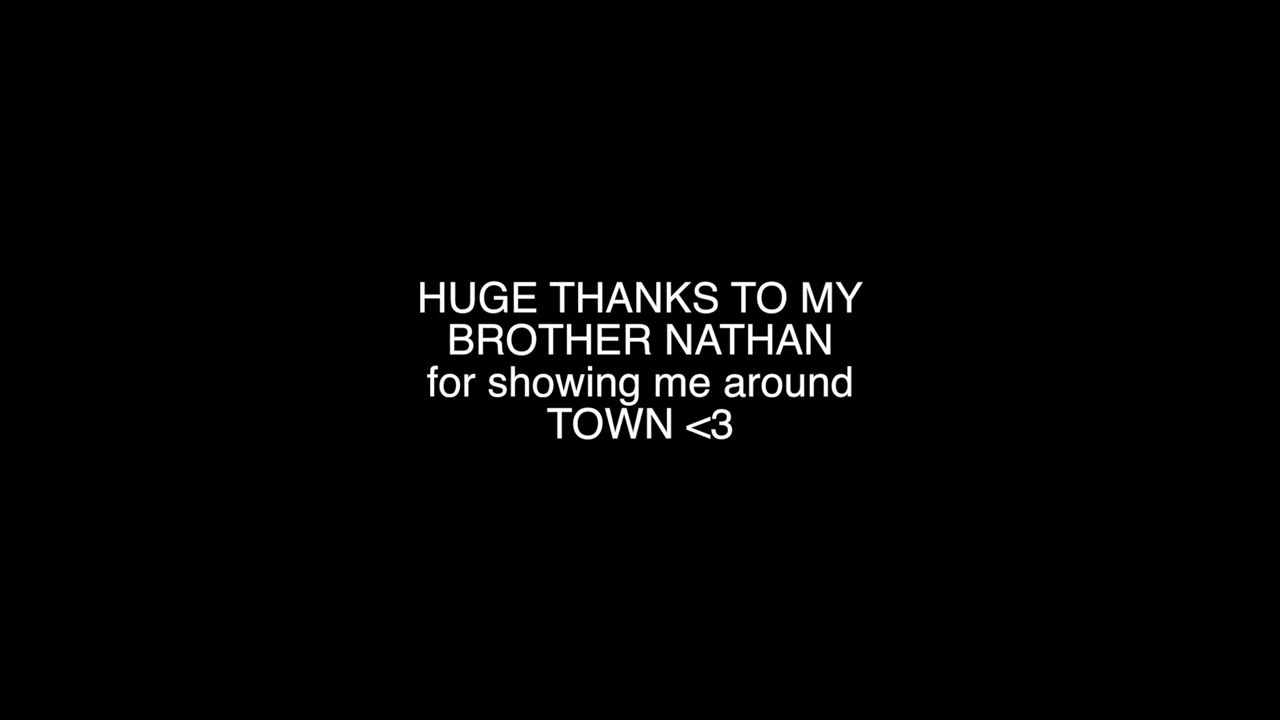 HUGE THANKS TO MY
BROTHER NATHAN
for showing me around
TOWN <3